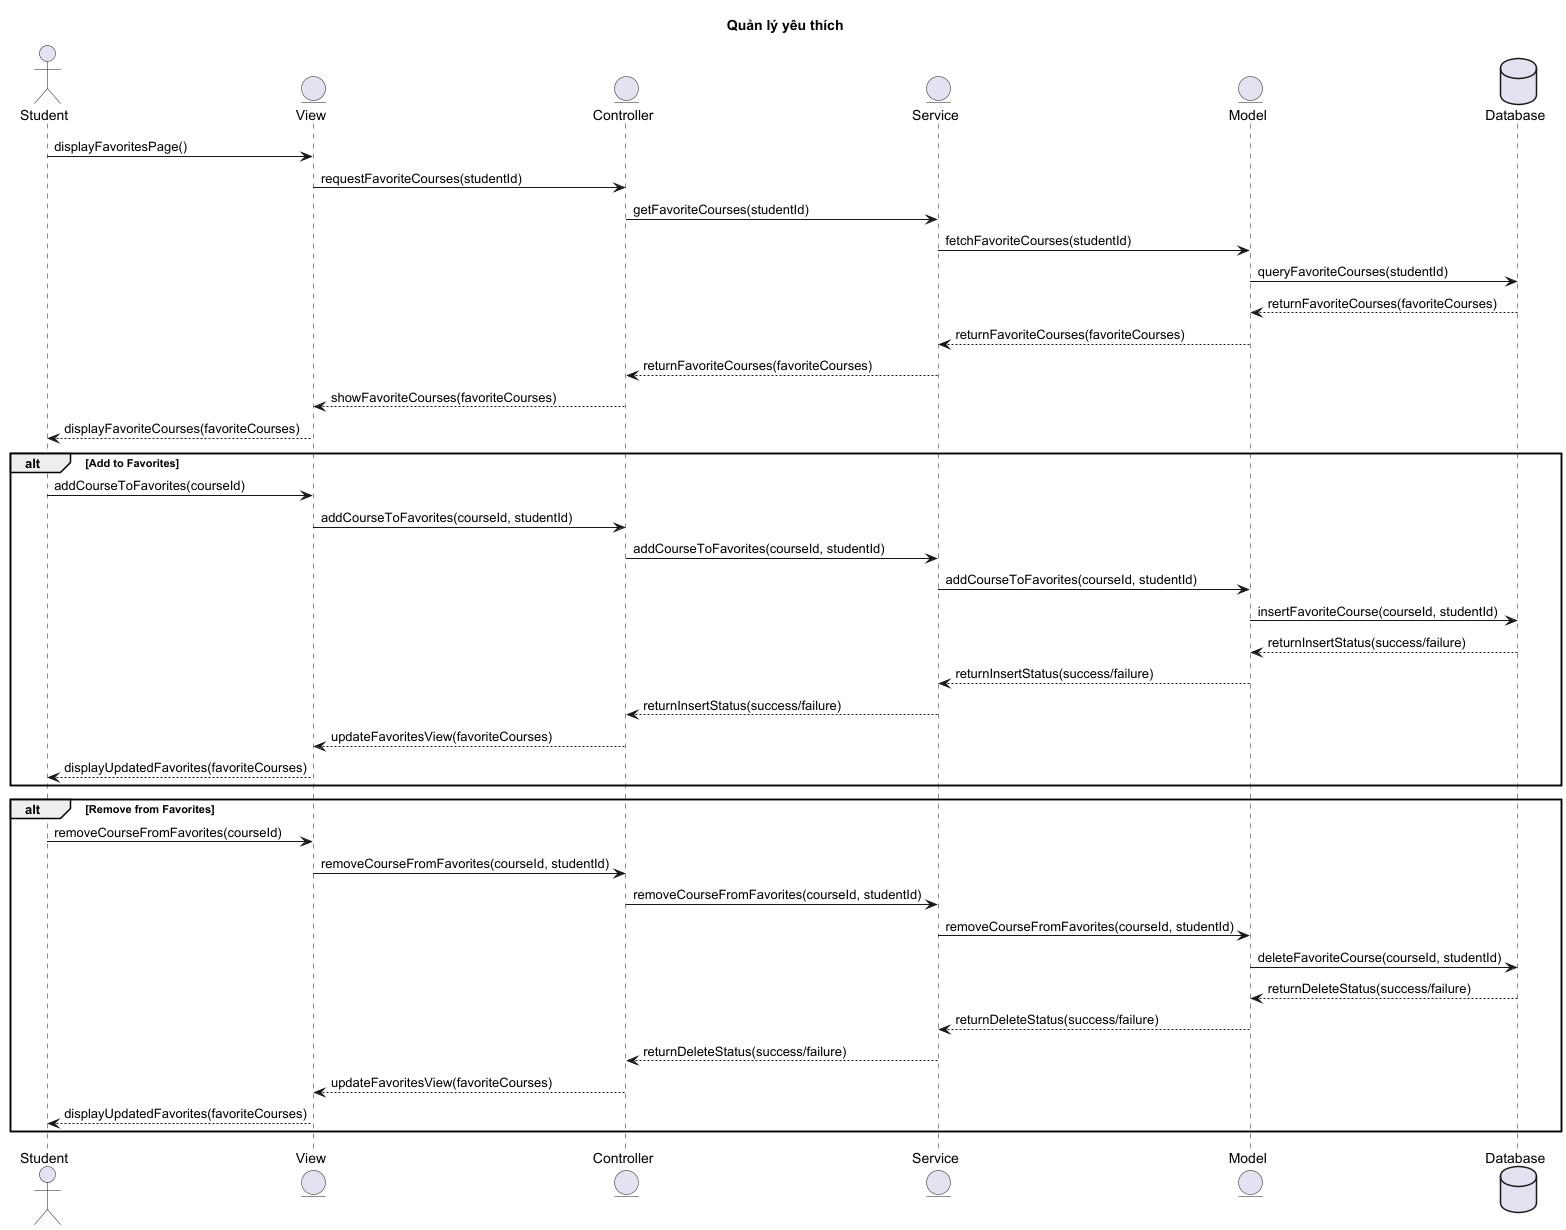 Quản lý yêu thích
Student View Controller Service Model Database
displayFavoritesPage()
requestFavoriteCourses(studentId)
getFavoriteCourses(studentId)
fetchFavoriteCourses(studentId)
queryFavoriteCourses(studentId)
returnFavoriteCourses(favoriteCourses)
returnFavoriteCourses(favoriteCourses)
returnFavoriteCourses(favoriteCourses)
showFavoriteCourses(favoriteCourses)
displayFavoriteCourses(favoriteCourses)
alt [Add to Favorites]
addCourseToFavorites(courseId)
addCourseToFavorites(courseId, studentId)
addCourseToFavorites(courseId, studentId)
addCourseToFavorites(courseId, studentId)
insertFavoriteCourse(courseId, studentId)
returnInsertStatus(success/failure)
returnInsertStatus(success/failure)
returnInsertStatus(success/failure)
updateFavoritesView(favoriteCourses)
displayUpdatedFavorites(favoriteCourses)
alt [Remove from Favorites]
removeCourseFromFavorites(courseId)
removeCourseFromFavorites(courseId, studentId)
removeCourseFromFavorites(courseId, studentId)
removeCourseFromFavorites(courseId, studentId)
deleteFavoriteCourse(courseId, studentId)
returnDeleteStatus(success/failure)
returnDeleteStatus(success/failure)
returnDeleteStatus(success/failure)
updateFavoritesView(favoriteCourses)
displayUpdatedFavorites(favoriteCourses)
Student View Controller Service Model Database